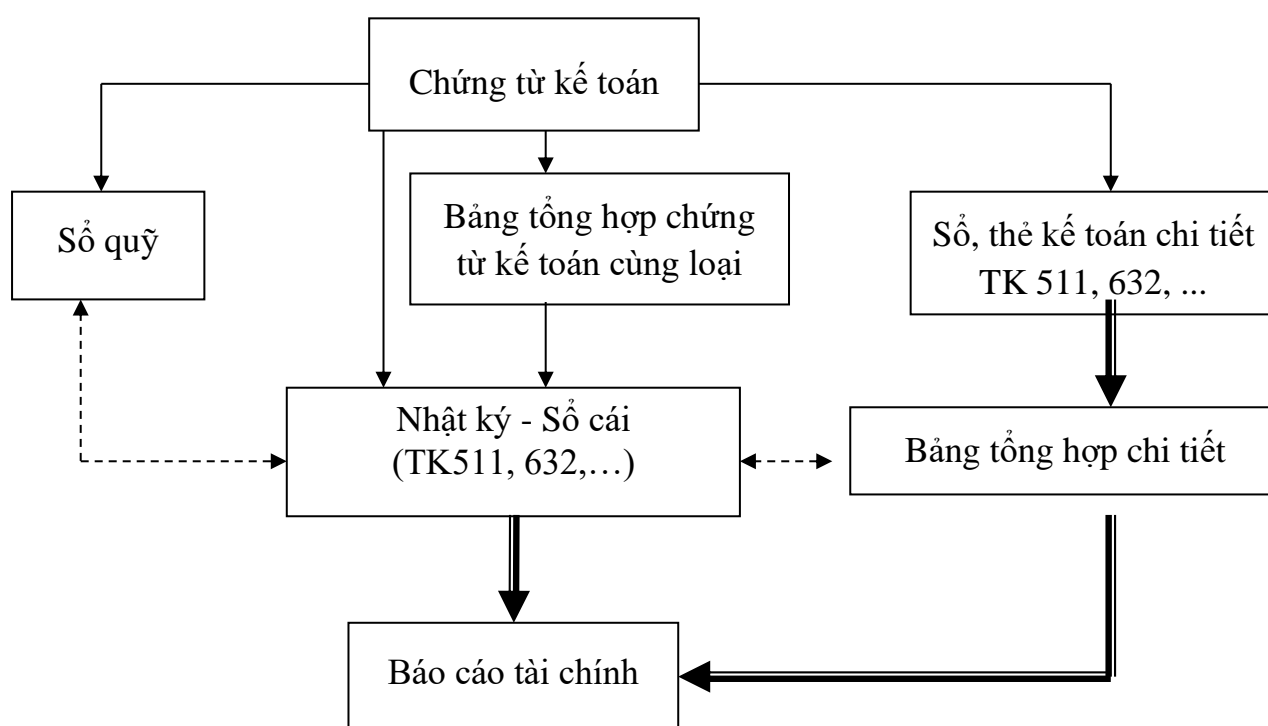 Chứng từ kế toán
Sổ quỹ
Bảng tổng hợp chứng
từ kế toán cùng loại
Sổ, thẻ kế toán chi tiết
TK 511, 632, ...
Nhật ký - Sổ cái
(TK511, 632,…)
Bảng tổng hợp chi tiết
Báo cáo tài chính